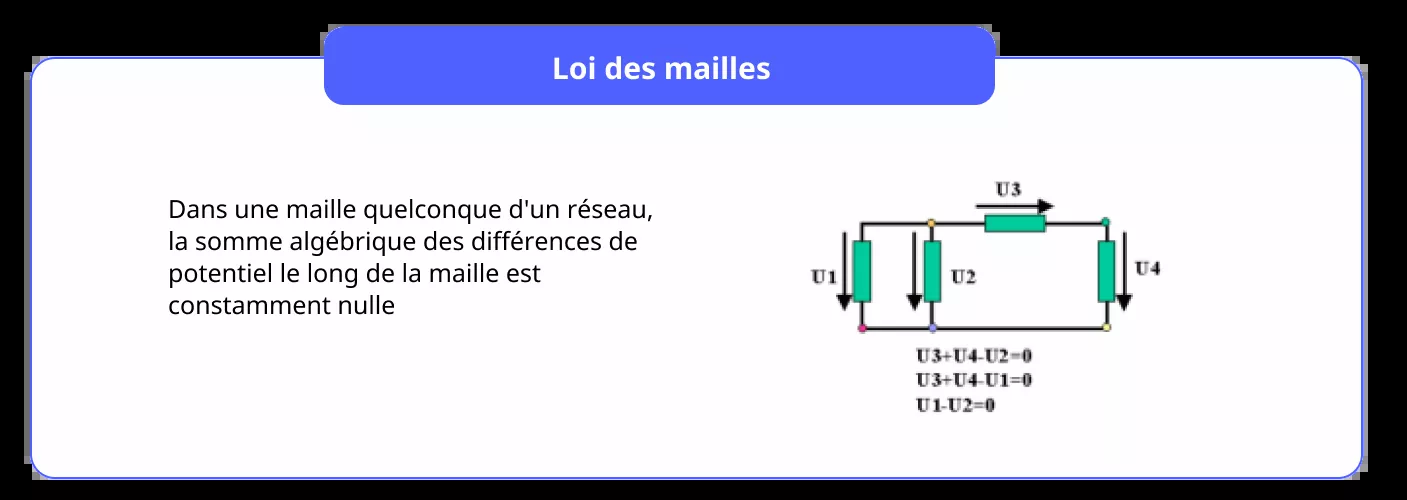 Loi des mailles
Dans une maille quelconque d'un réseau,
la somme algébrique des différences de
potentiel le long de la maille est
constamment nulle
U3
U1
U2
U4
U3+U4-U2=0
U3+U4-U1=0
U1-U2=0